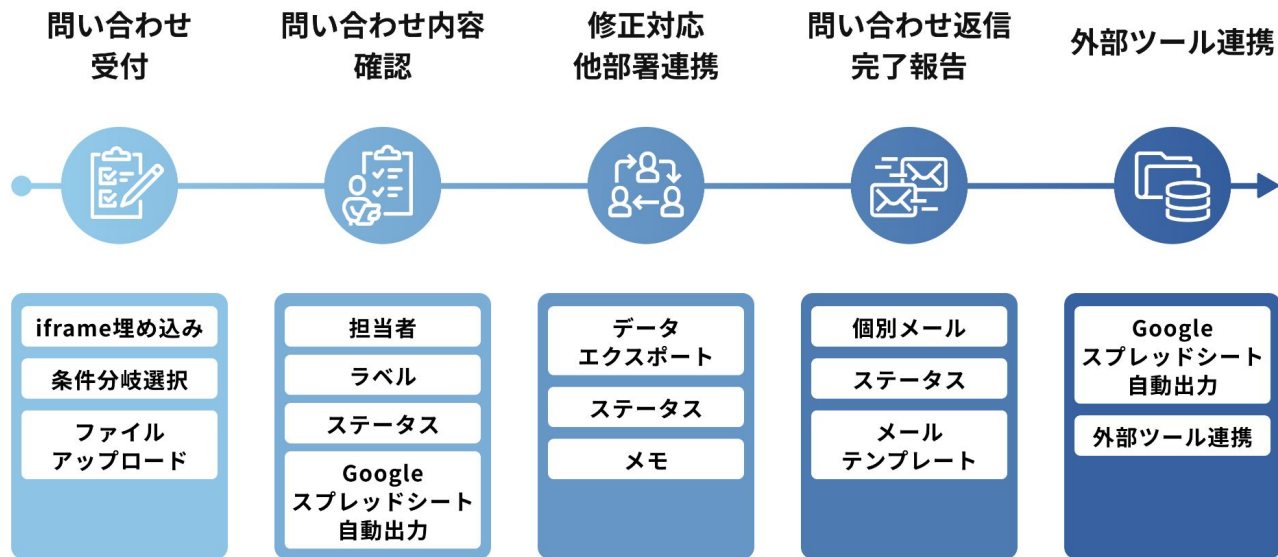 問い合わせ
受付
問い合わせ内容
確認
修正対応
他部署連携
問い合わせ返信
完了報告
外部ツール連携
iframe埋め込み
条件分岐選択
ファイル
アップロード
担当者
ラベル
ステータス
Google
スプレッドシート
自動出力
データ
エクスポート
ステータス
メモ
個別メール
ステータス
メール
テンプレート
Google
スプレッドシート
自動出力
外部ツール連携